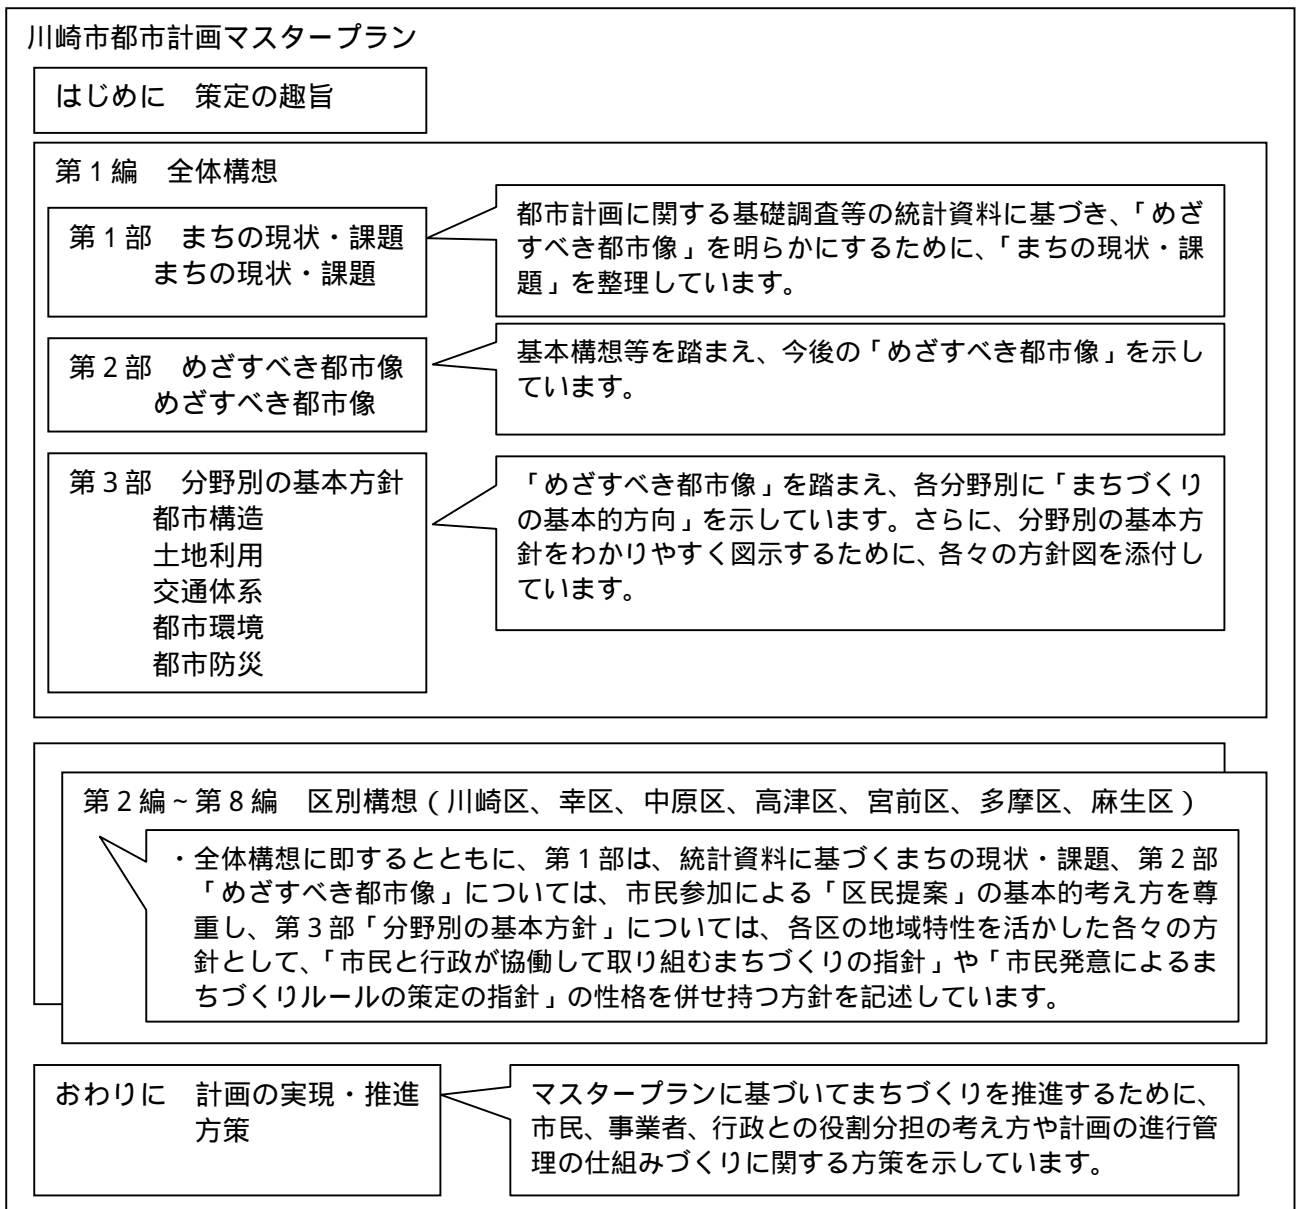 川崎市都市計画マスタープラン
はじめに　策定の趣旨
第1編　全体構想
第1部　まちの現状・課題
まちの現状・課題
都市計画に関する基礎調査等の統計資料に基づき、「めざ
すべき都市像」を明らかにするために、「まちの現状・課
題」を整理しています。
第2部　めざすべき都市像
めざすべき都市像
基本構想等を踏まえ、今後の「めざすべき都市像」を示し
ています。
第3部　分野別の基本方針
都市構造
土地利用
交通体系
都市環境
都市防災
「めざすべき都市像」を踏まえ、各分野別に「まちづくり
の基本的方向」を示しています。さらに、分野別の基本方
針をわかりやすく図示するために、各々の方針図を添付し
ています。
第2編~第8編　区別構想（川崎区、幸区、中原区、高津区、宮前区、多摩区、麻生区）
・全体構想に即するとともに、第1部は、統計資料に基づくまちの現状・課題、第2部
「めざすべき都市像」については、市民参加による「区民提案」の基本的考え方を尊
重し、第3部「分野別の基本方針」については、各区の地域特性を活かした各々の方
針として、「市民と行政が協働して取り組むまちづくりの指針」や「市民発意によるま
ちづくりルールの策定の指針」の性格を併せ持つ方針を記述しています。
おわりに　計画の実現・推進
方策
マスタープランに基づいてまちづくりを推進するために、
市民、事業者、行政との役割分担の考え方や計画の進行管
理の仕組みづくりに関する方策を示しています。